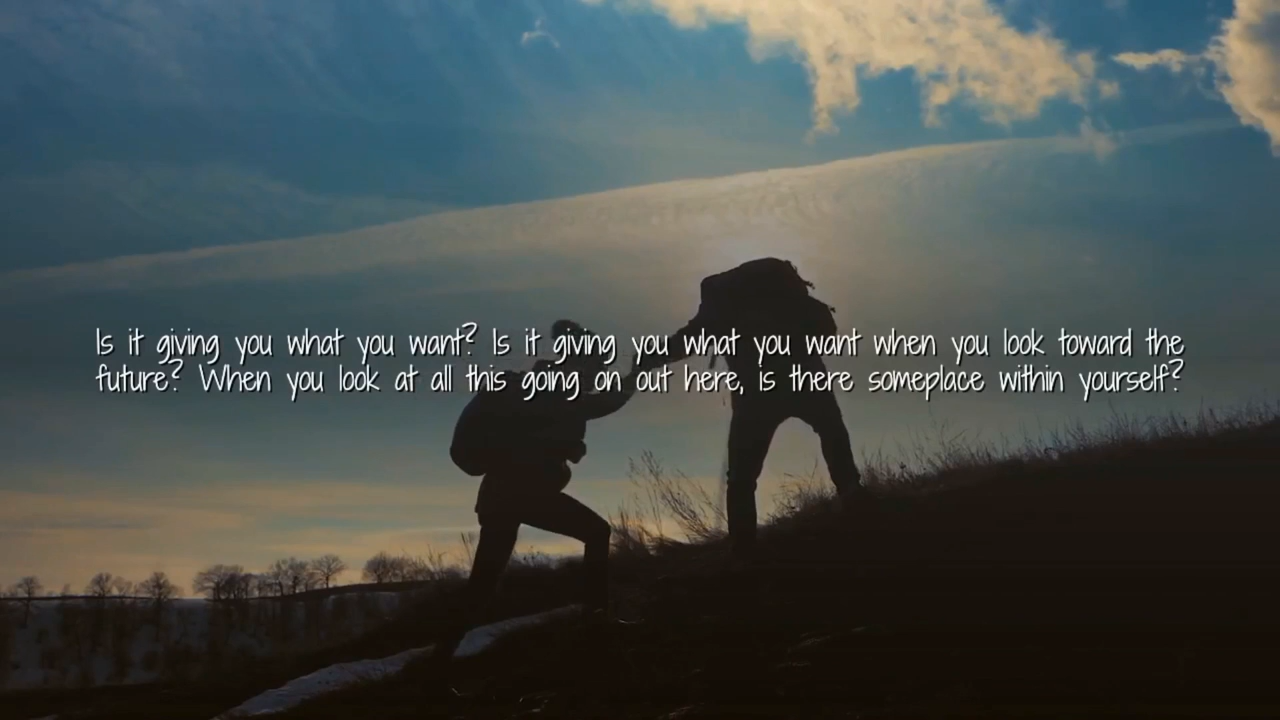 Is it giving you what you want? Is it giving you what you want when you look toward the
future? When you look at all this going on out here, is there someplace within yourself?